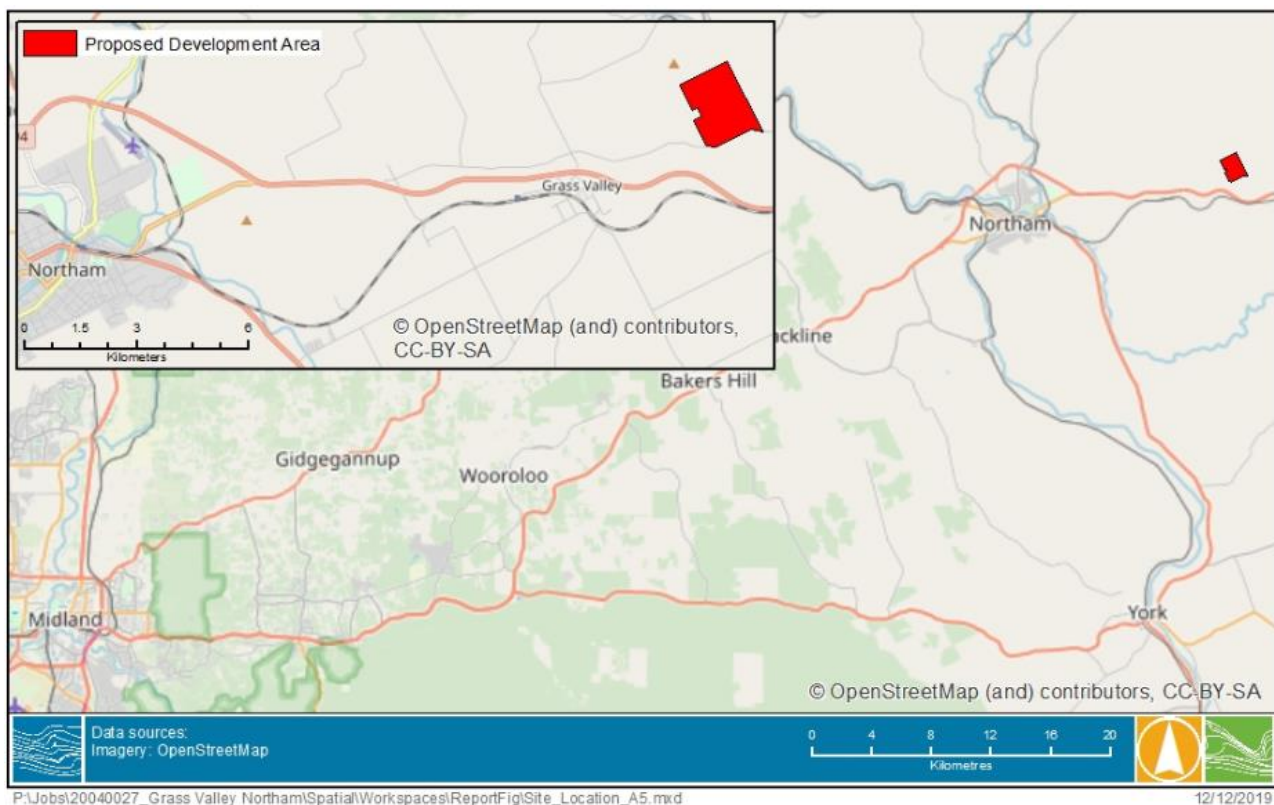 Proposed Development Area
Grass Valley
Northam
0 1.5 3 6
Kilometers
© OpenStreetMap (and) contributors,
CC-BY-SA
Northam
ckline
Bakers Hill
Gidgegannup
Wooroloo
Midland
York
© OpenStreetMap (and) contributors, CC-BY-SA
Data sources:
Imagery: OpenStreetMap
0 4 8 12 16 20
Kilometres
P:\Jobs\20040027_Grass Valley Northam\Spatial\Workspaces\ReportFig\Site_Location_A5.mxd
12/12/2019